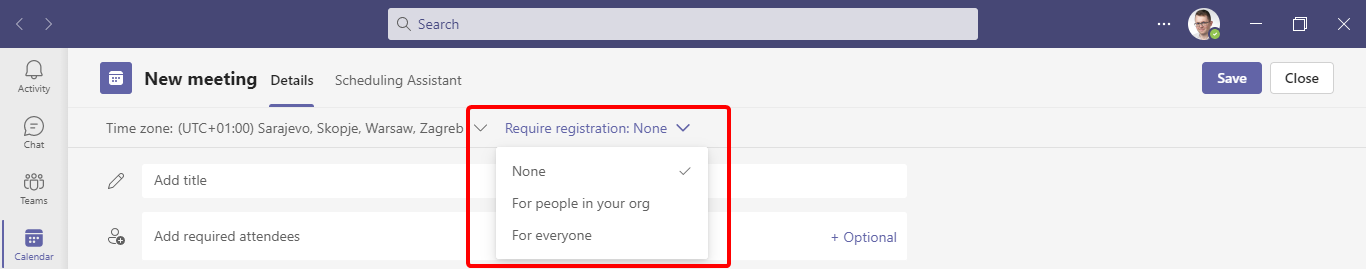 Search
...
Activity
Chat
Teams
Calendar
New meeting Details Scheduling Assistant Save Close
Time zone: (UTC+01:00) Sarajevo, Skopje, Warsaw, Zagreb Require registration: None
None
For people in your org
For everyone
Add title
Add required attendees + Optional